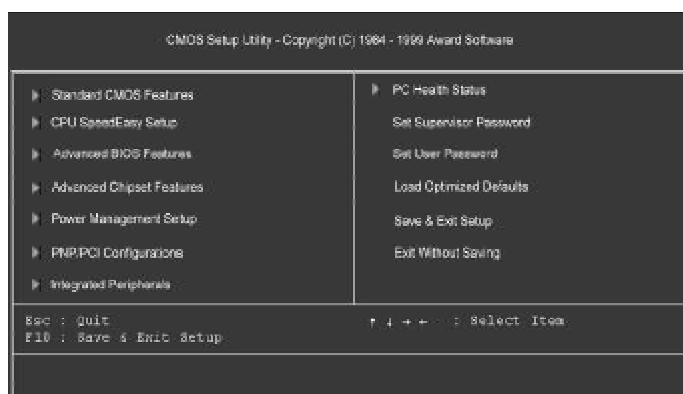 CMOS Setup Utility - Copyright (C) 1984 - 1999 Award Software
Standard CMOS Features
CPU SpeedEasy Setup
Advanced BIOS Features
Advanced Chipset Features
Power Management Setup
PNP/PCI Configurations
Integrated Peripherals
PC Health Status
Set Supervisor Password
Set User Password
Load Optimized Defaults
Save & Exit Setup
Exit Without Saving
Esc : Quit
F10 : Save & Exit Setup
↑ ↓ → ← : Select Item